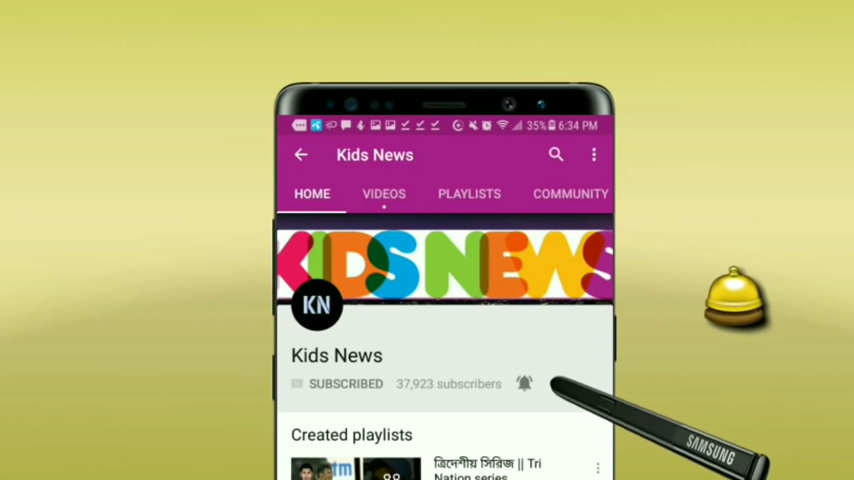 35% 6:34 PM
Kids News
HOME VIDEOS PLAYLISTS COMMUNITY
KIDS NEWS
KN
Kids News
SUBSCRIBED 37,923 subscribers
SAMSUNG
Created playlists
ত্রিদেশীয় সিরিজ || Tri
Nation series
88